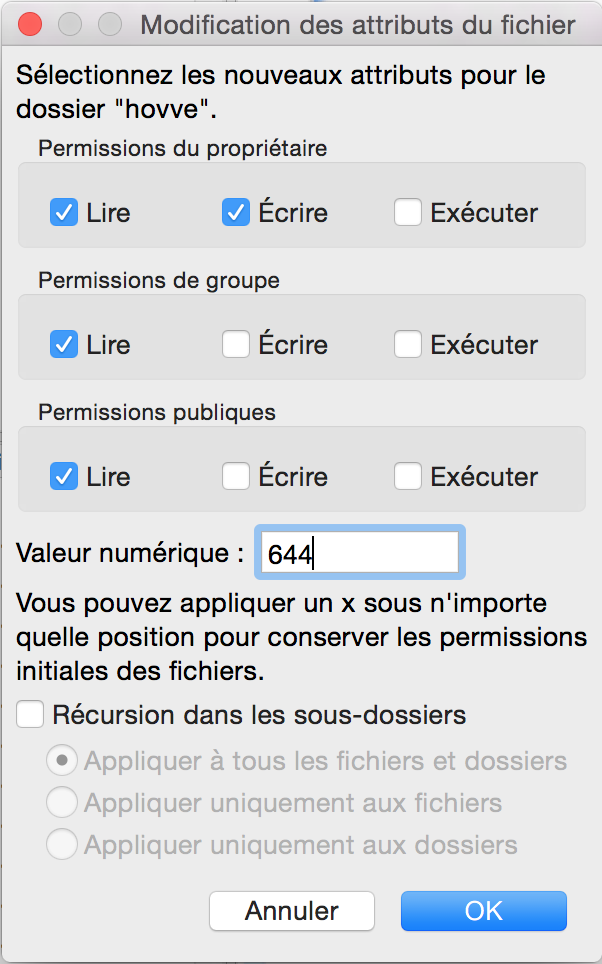 Modification des attributs du fichier
Sélectionnez les nouveaux attributs pour le
dossier "hovve".
Permissions du propriétaire
Lire Écrire Exécuter
Permissions de groupe
Lire Écrire Exécuter
Permissions publiques
Lire Écrire Exécuter
Valeur numérique : 644
Vous pouvez appliquer un x sous n'importe
quelle position pour conserver les permissions
initiales des fichiers.
Récursion dans les sous-dossiers
Appliquer à tous les fichiers et dossiers
Appliquer uniquement aux fichiers
Appliquer uniquement aux dossiers
Annuler OK